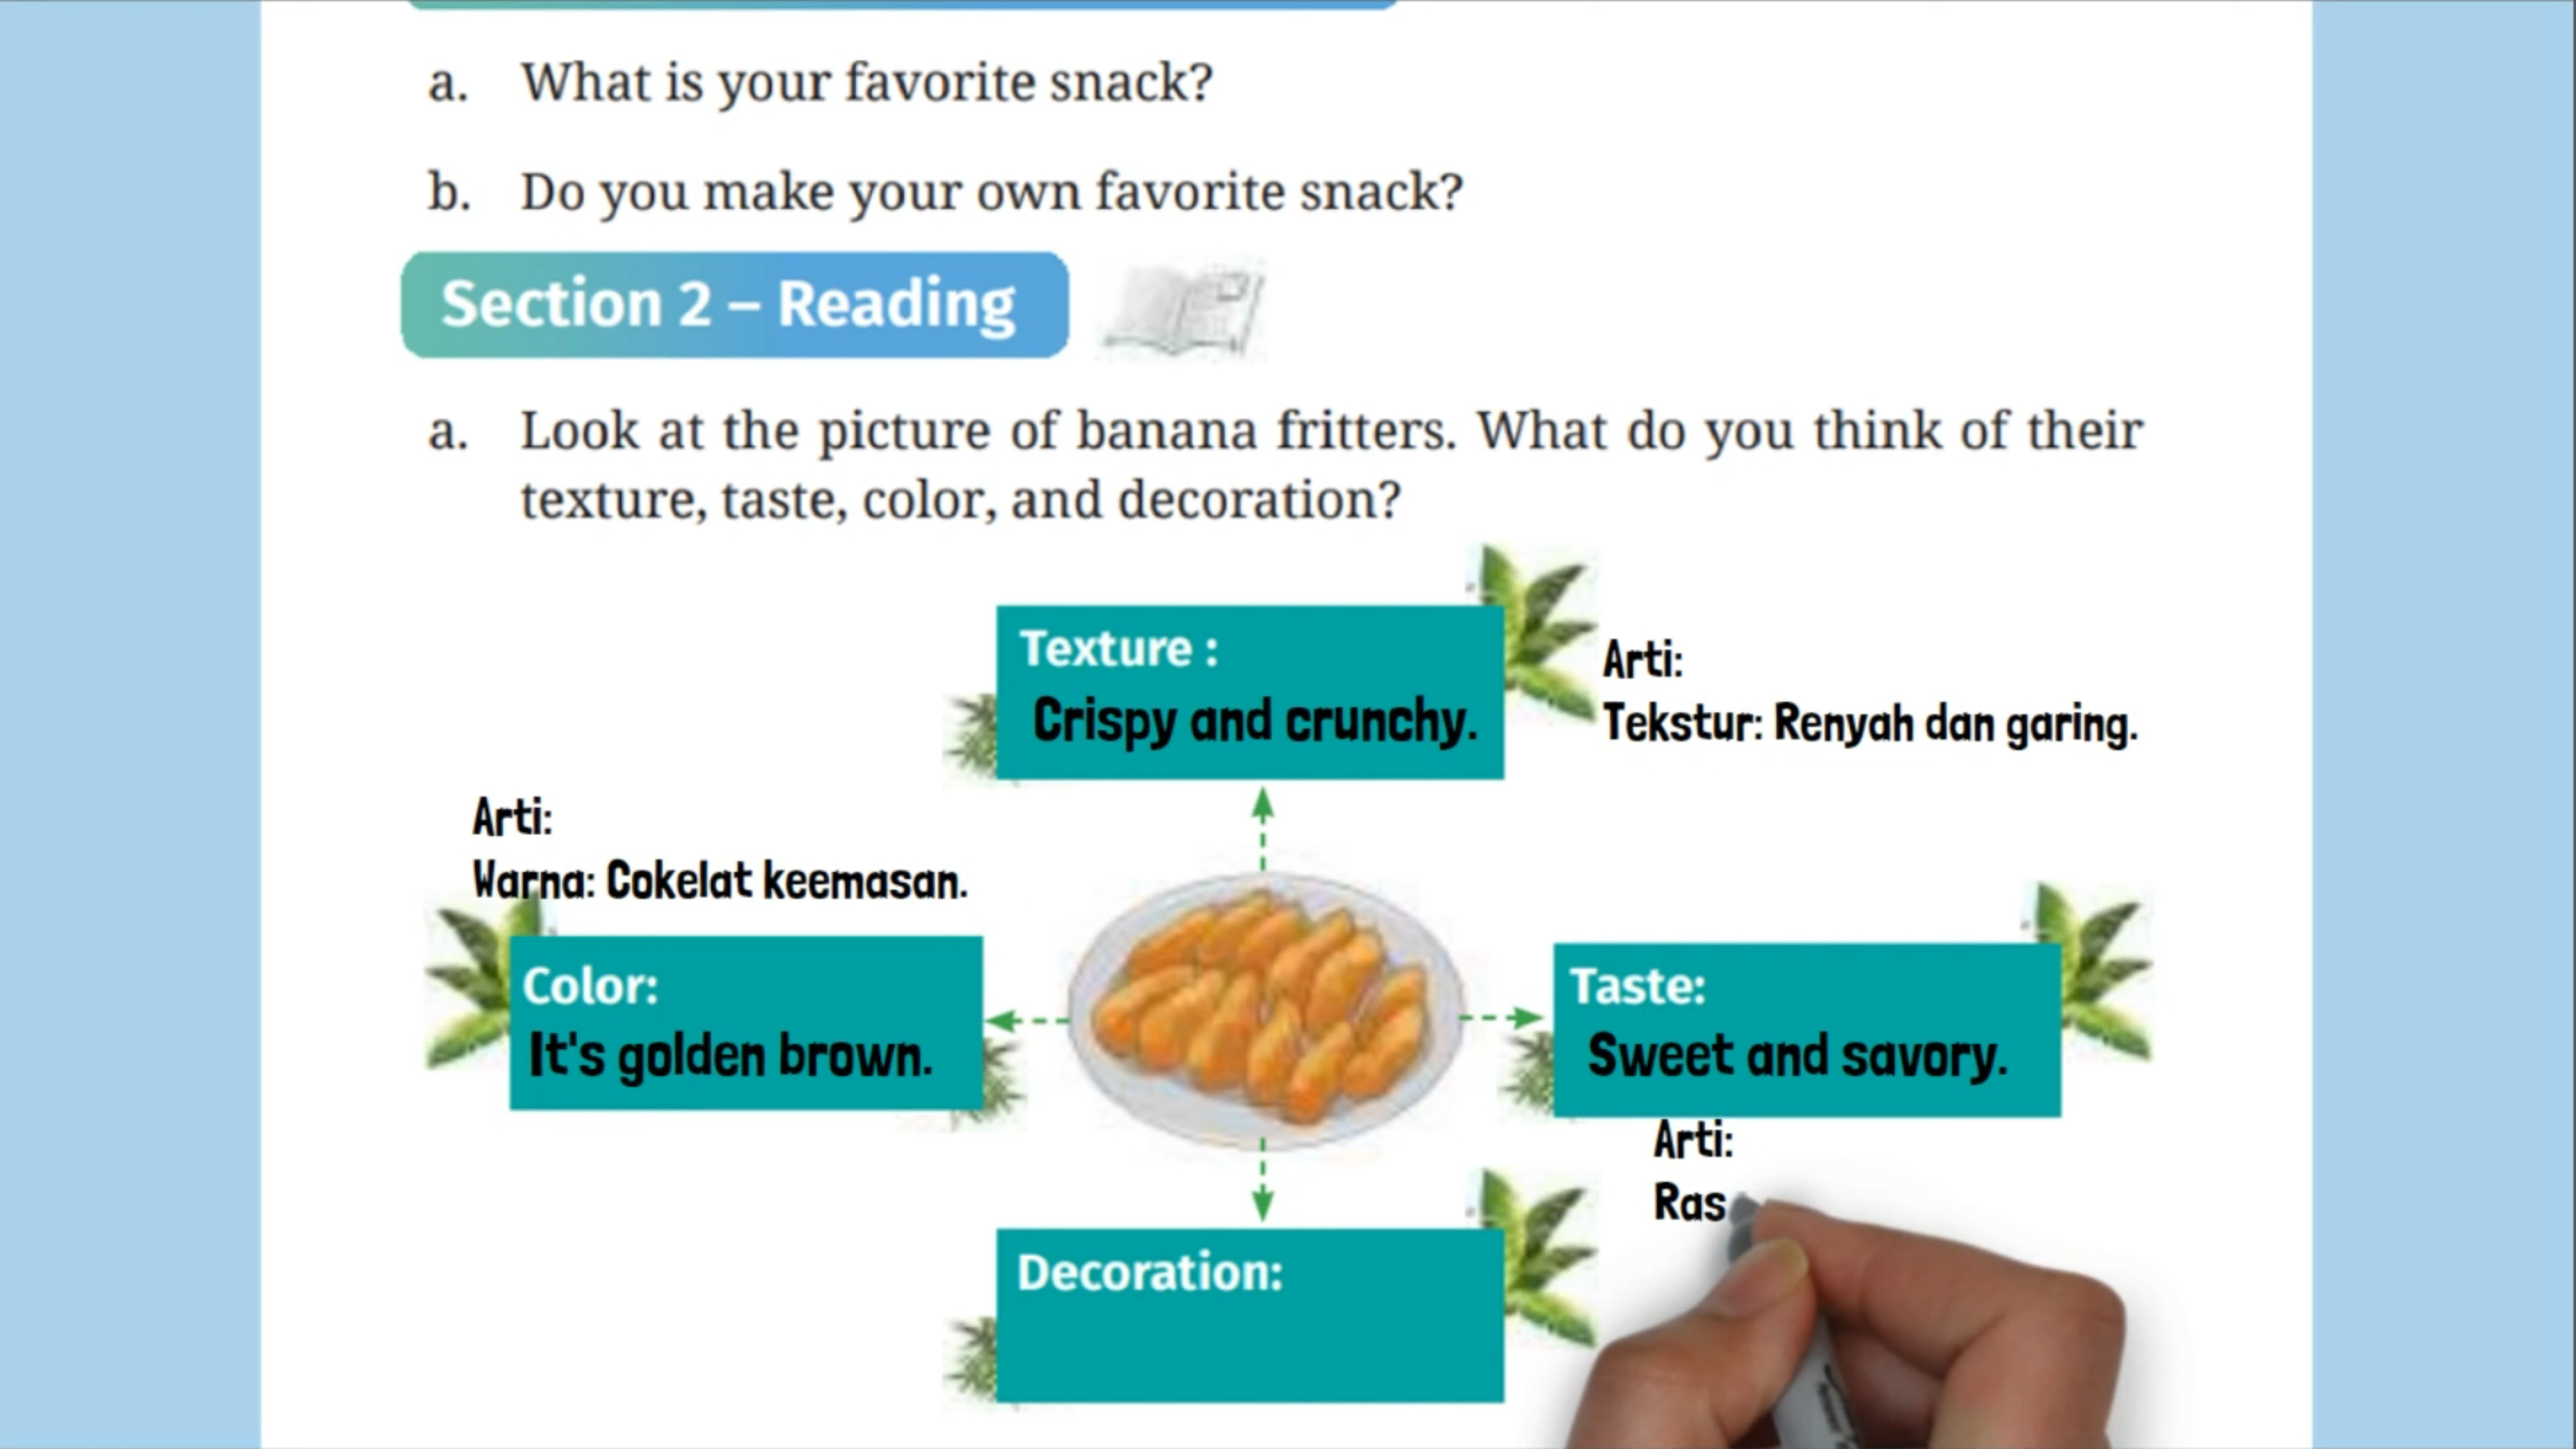 a. What is your favorite snack?
b. Do you make your own favorite snack?
Section 2 – Reading
a. Look at the picture of banana fritters. What do you think of their
texture, taste, color, and decoration?
Texture :
Crispy and crunchy.
Arti:
Tekstur: Renyah dan garing.
Arti:
Warna: Cokelat keemasan.
Color:
It's golden brown.
Taste:
Sweet and savory.
Arti:
Ras
Decoration: